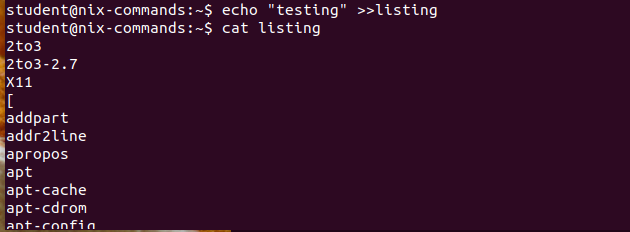 student@nix-commands:~$ echo "testing" >>listing
student@nix-commands:~$ cat listing
2to3
2to3-2.7
X11
[
addpart
addr2line
apropos
apt
apt-cache
apt-cdrom
apt-config